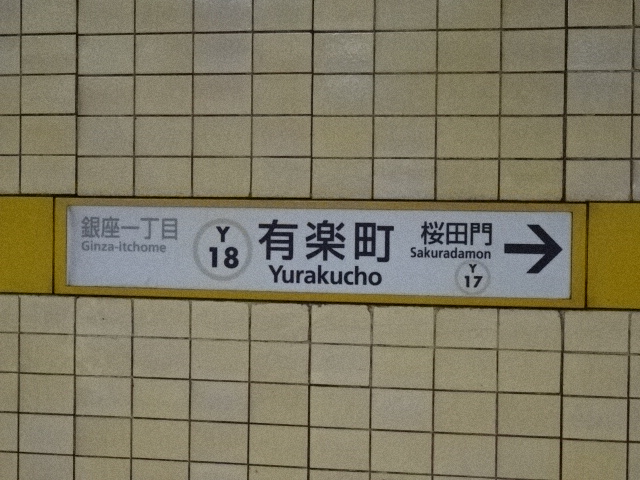 銀座一丁目
Ginza-itchome
Y
18
有楽町
Yurakucho
桜田門
Sakuradamon
Y
17